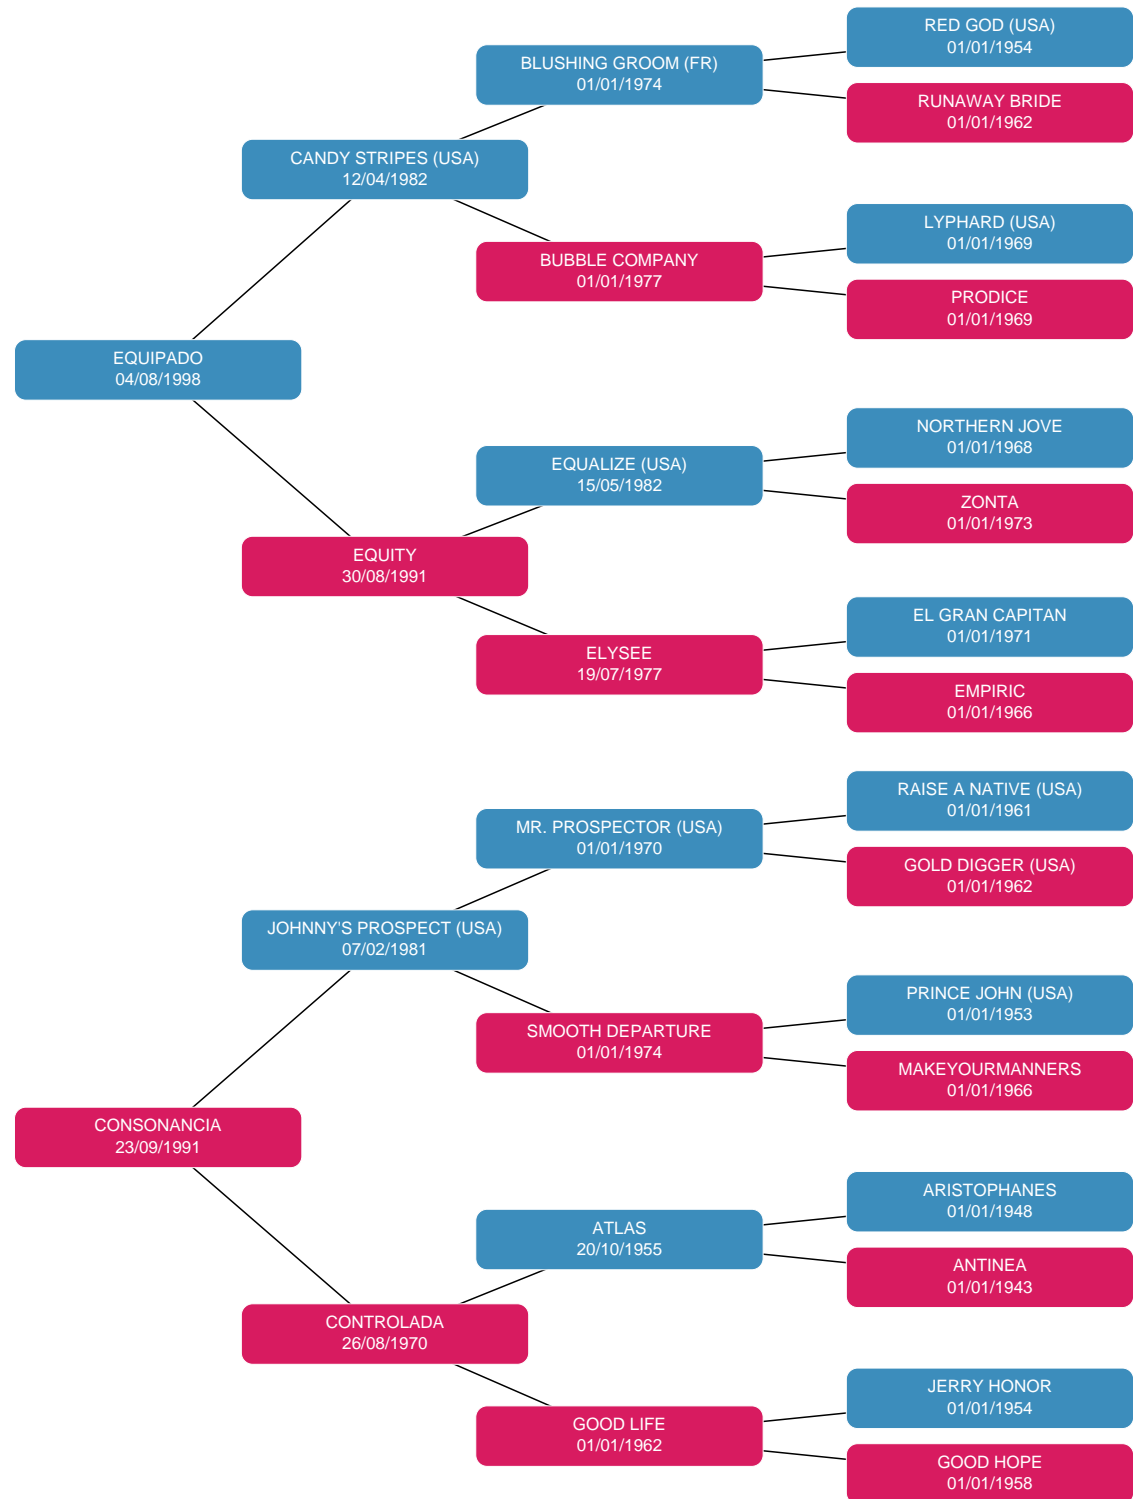 RED GOD (USA)
01/01/1954
BLUSHING GROOM (FR)
01/01/1974
RUNAWAY BRIDE
01/01/1962
CANDY STRIPES (USA)
12/04/1982
LYPHARD (USA)
01/01/1969
BUBBLE COMPANY
01/01/1977
PRODICE
01/01/1969
EQUIPADO
04/08/1998
NORTHERN JOVE
01/01/1968
EQUALIZE (USA)
15/05/1982
ZONTA
01/01/1973
EQUITY
30/08/1991
EL GRAN CAPITAN
01/01/1971
ELYSEE
19/07/1977
EMPIRIC
01/01/1966
RAISE A NATIVE (USA)
01/01/1961
MR. PROSPECTOR (USA)
01/01/1970
GOLD DIGGER (USA)
01/01/1962
JOHNNY'S PROSPECT (USA)
07/02/1981
PRINCE JOHN (USA)
01/01/1953
SMOOTH DEPARTURE
01/01/1974
MAKEYOURMANNERS
01/01/1966
CONSONANCIA
23/09/1991
ARISTOPHANES
01/01/1948
ATLAS
20/10/1955
ANTINEA
01/01/1943
CONTROLADA
26/08/1970
JERRY HONOR
01/01/1954
GOOD LIFE
01/01/1962
GOOD HOPE
01/01/1958